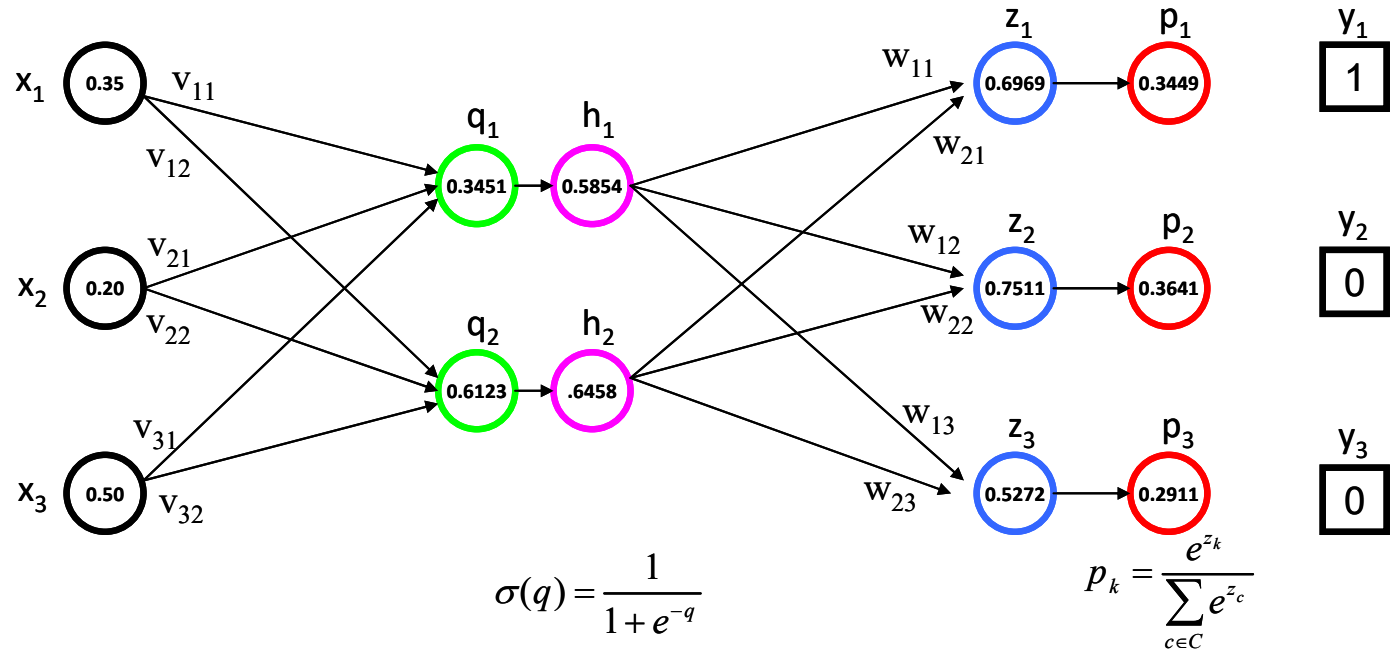 x₁ 0.35 v₁₁ w₁₁ z₁ 0.6969 p₁ 0.3449 y₁ 1
v₁₂ q₁ 0.3451 h₁ 0.5854 w₂₁
x₂ 0.20 v₂₁ w₁₂ z₂ 0.7511 p₂ 0.3641 y₂ 0
v₂₂ q₂ 0.6123 h₂ .6458 w₂₂
x₃ 0.50 v₃₁ w₁₃ z₃ 0.5272 p₃ 0.2911 y₃ 0
v₃₂ w₂₃
σ(q) = 1 / (1 + e^{-q})
p_k = e^{z_k} / ∑_{c∈C} e^{z_c}